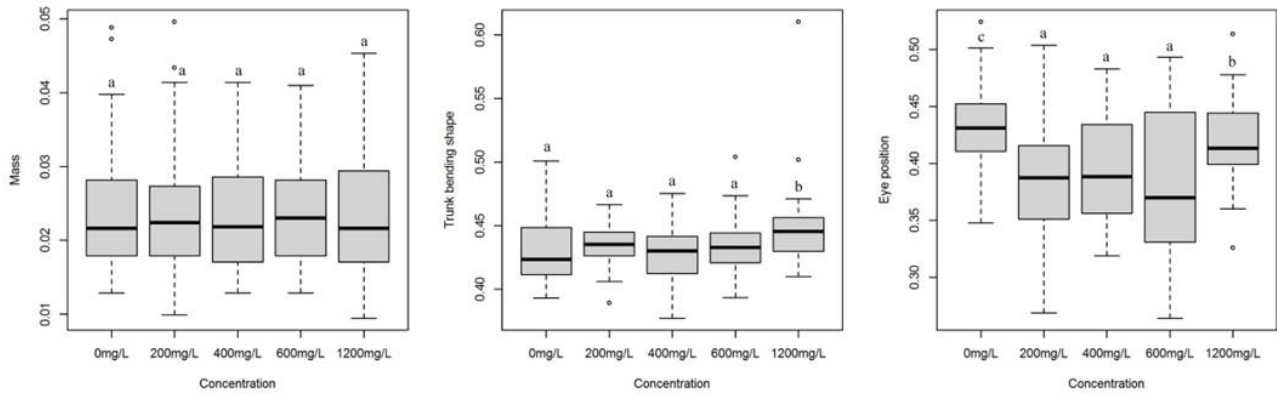 Mass
0.05
0.04
0.03
0.02
0.01
a
a
a
a
a
0mg/L 200mg/L 400mg/L 600mg/L 1200mg/L
Concentration
Trunk bending shape
0.60
0.55
0.50
0.45
0.40
a
a
a
a
b
0mg/L 200mg/L 400mg/L 600mg/L 1200mg/L
Concentration
Eye position
0.50
0.45
0.40
0.35
0.30
c
a
a
a
b
0mg/L 200mg/L 400mg/L 600mg/L 1200mg/L
Concentration